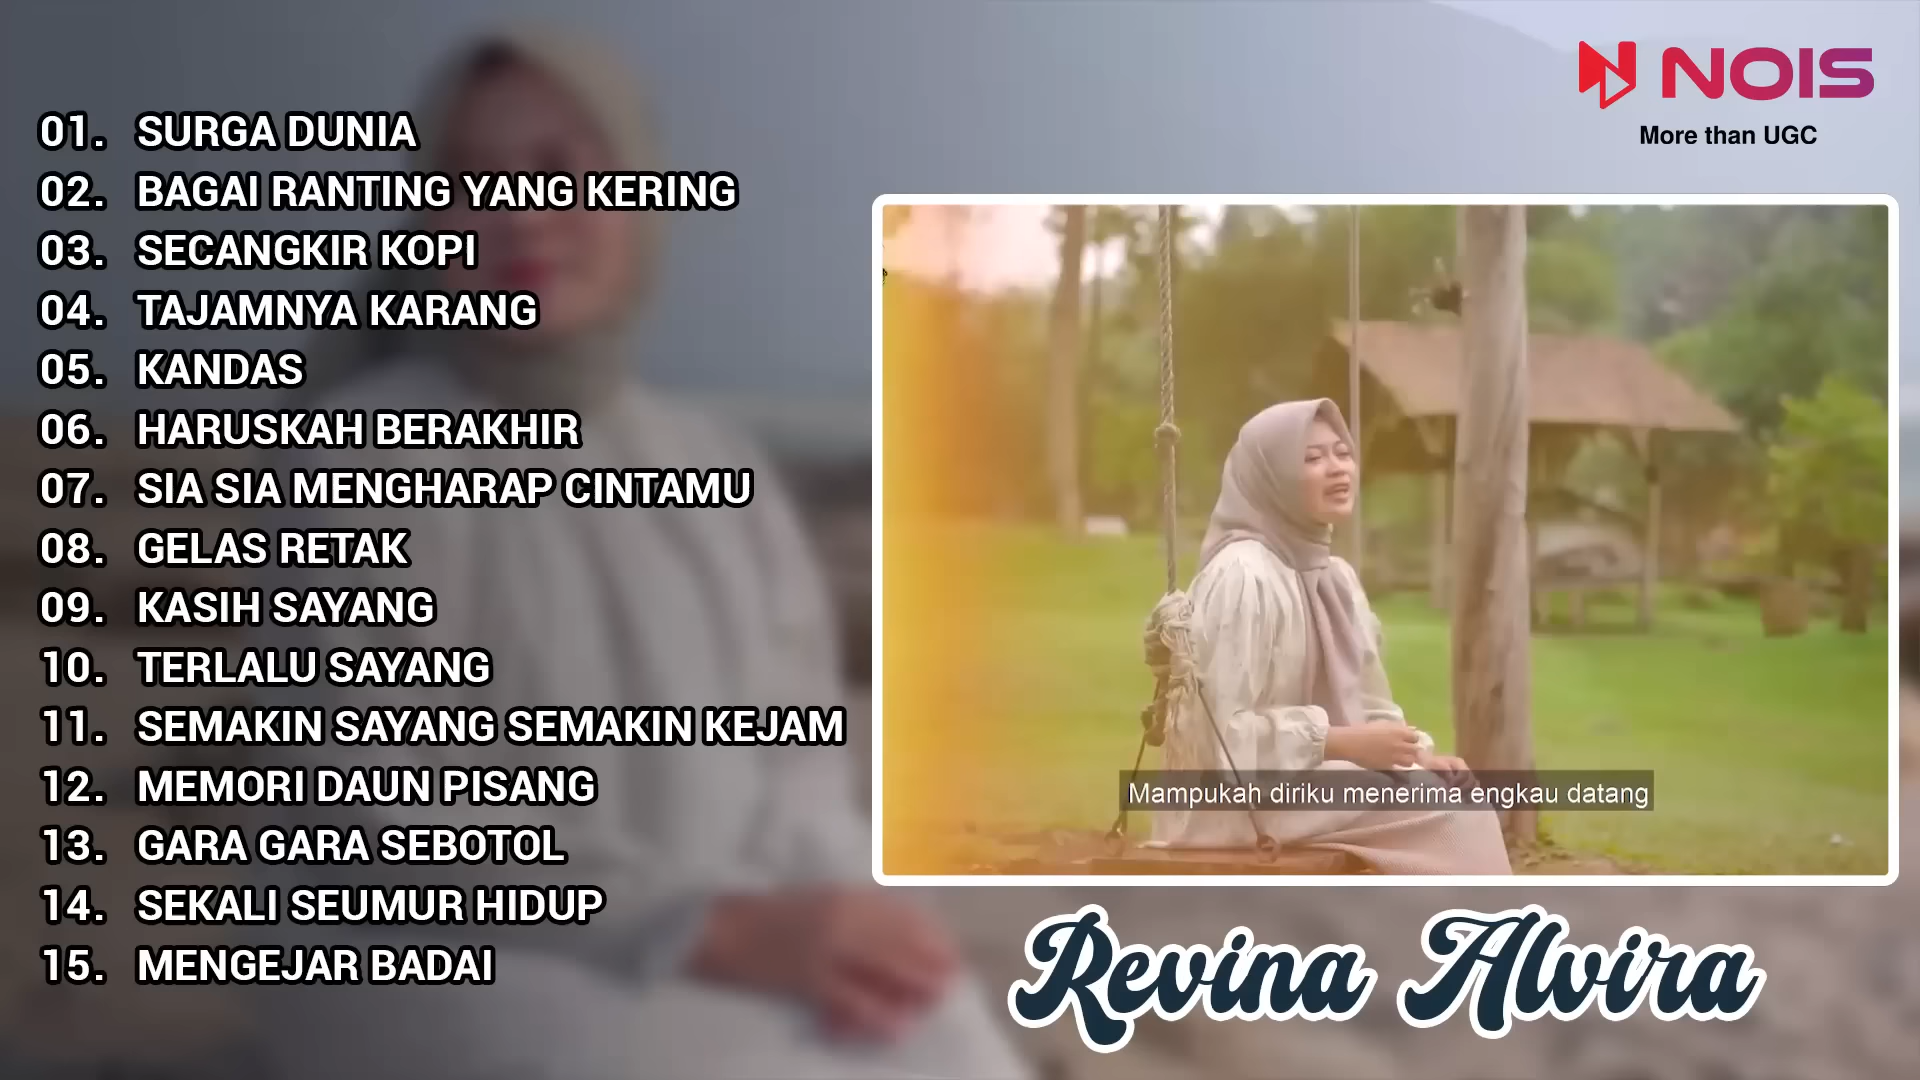 NOIS
More than UGC
01. SURGA DUNIA
02. BAGAI RANTING YANG KERING
03. SECANGKIR KOPI
04. TAJAMNYA KARANG
05. KANDAS
06. HARUSKAH BERAKHIR
07. SIA SIA MENGHARAP CINTAMU
08. GELAS RETAK
09. KASIH SAYANG
10. TERLALU SAYANG
11. SEMAKIN SAYANG SEMAKIN KEJAM
12. MEMORI DAUN PISANG
13. GARA GARA SEBOTOL
14. SEKALI SEUMUR HIDUP
15. MENGEJAR BADAI
Mampukah diriku menerima engkau datang
Revina Alvira